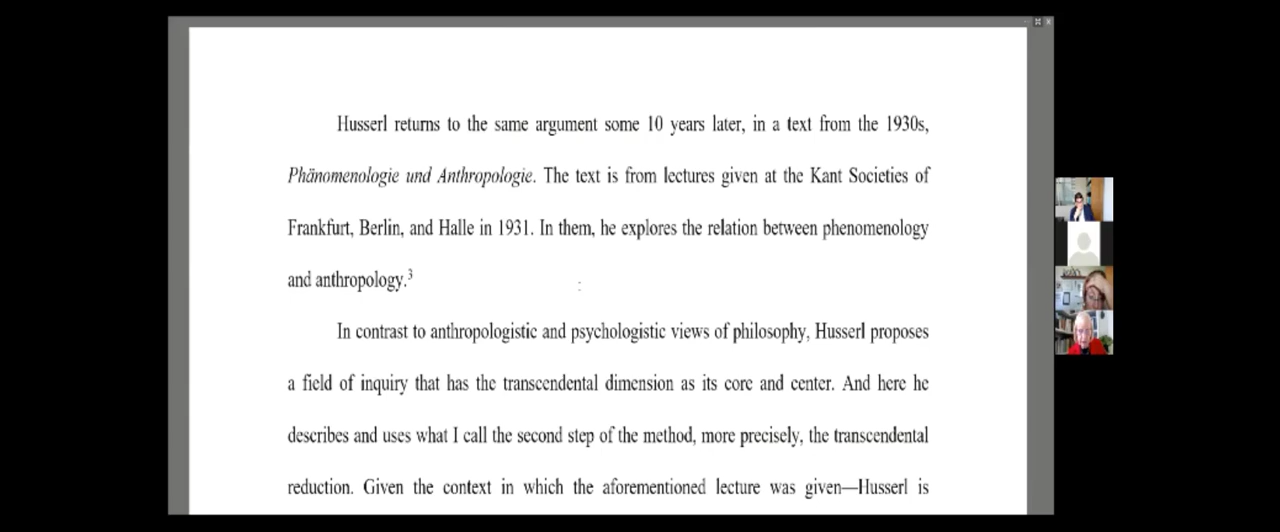 Husserl returns to the same argument some 10 years later, in a text from the 1930s,
Phänomenologie und Anthropologie. The text is from lectures given at the Kant Societies of
Frankfurt, Berlin, and Halle in 1931. In them, he explores the relation between phenomenology
and anthropology.³
In contrast to anthropologistic and psychologistic views of philosophy, Husserl proposes
a field of inquiry that has the transcendental dimension as its core and center. And here he
describes and uses what I call the second step of the method, more precisely, the transcendental
reduction. Given the context in which the aforementioned lecture was given—Husserl is